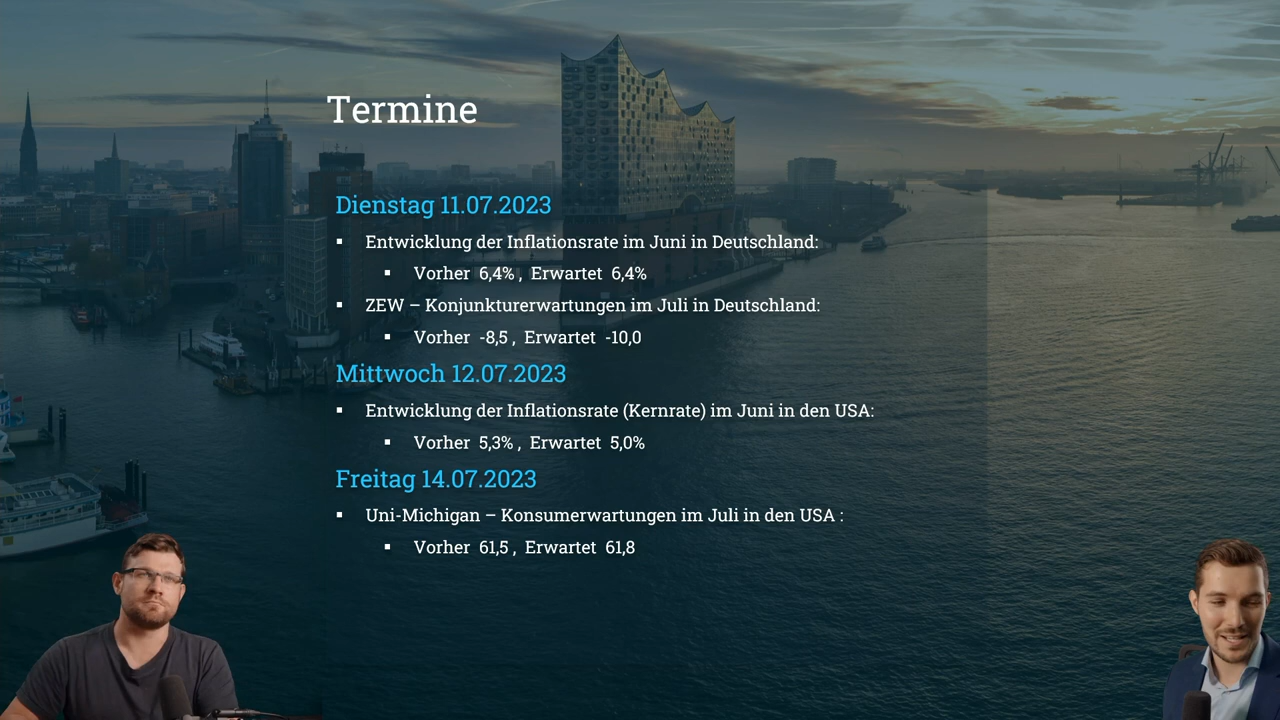 Termine
Dienstag 11.07.2023
▪ Entwicklung der Inflationsrate im Juni in Deutschland:
▪ Vorher 6,4% , Erwartet 6,4%
▪ ZEW – Konjunkturerwartungen im Juli in Deutschland:
▪ Vorher -8,5 , Erwartet -10,0
Mittwoch 12.07.2023
▪ Entwicklung der Inflationsrate (Kernrate) im Juni in den USA:
▪ Vorher 5,3% , Erwartet 5,0%
Freitag 14.07.2023
▪ Uni-Michigan – Konsumerwartungen im Juli in den USA :
▪ Vorher 61,5 , Erwartet 61,8